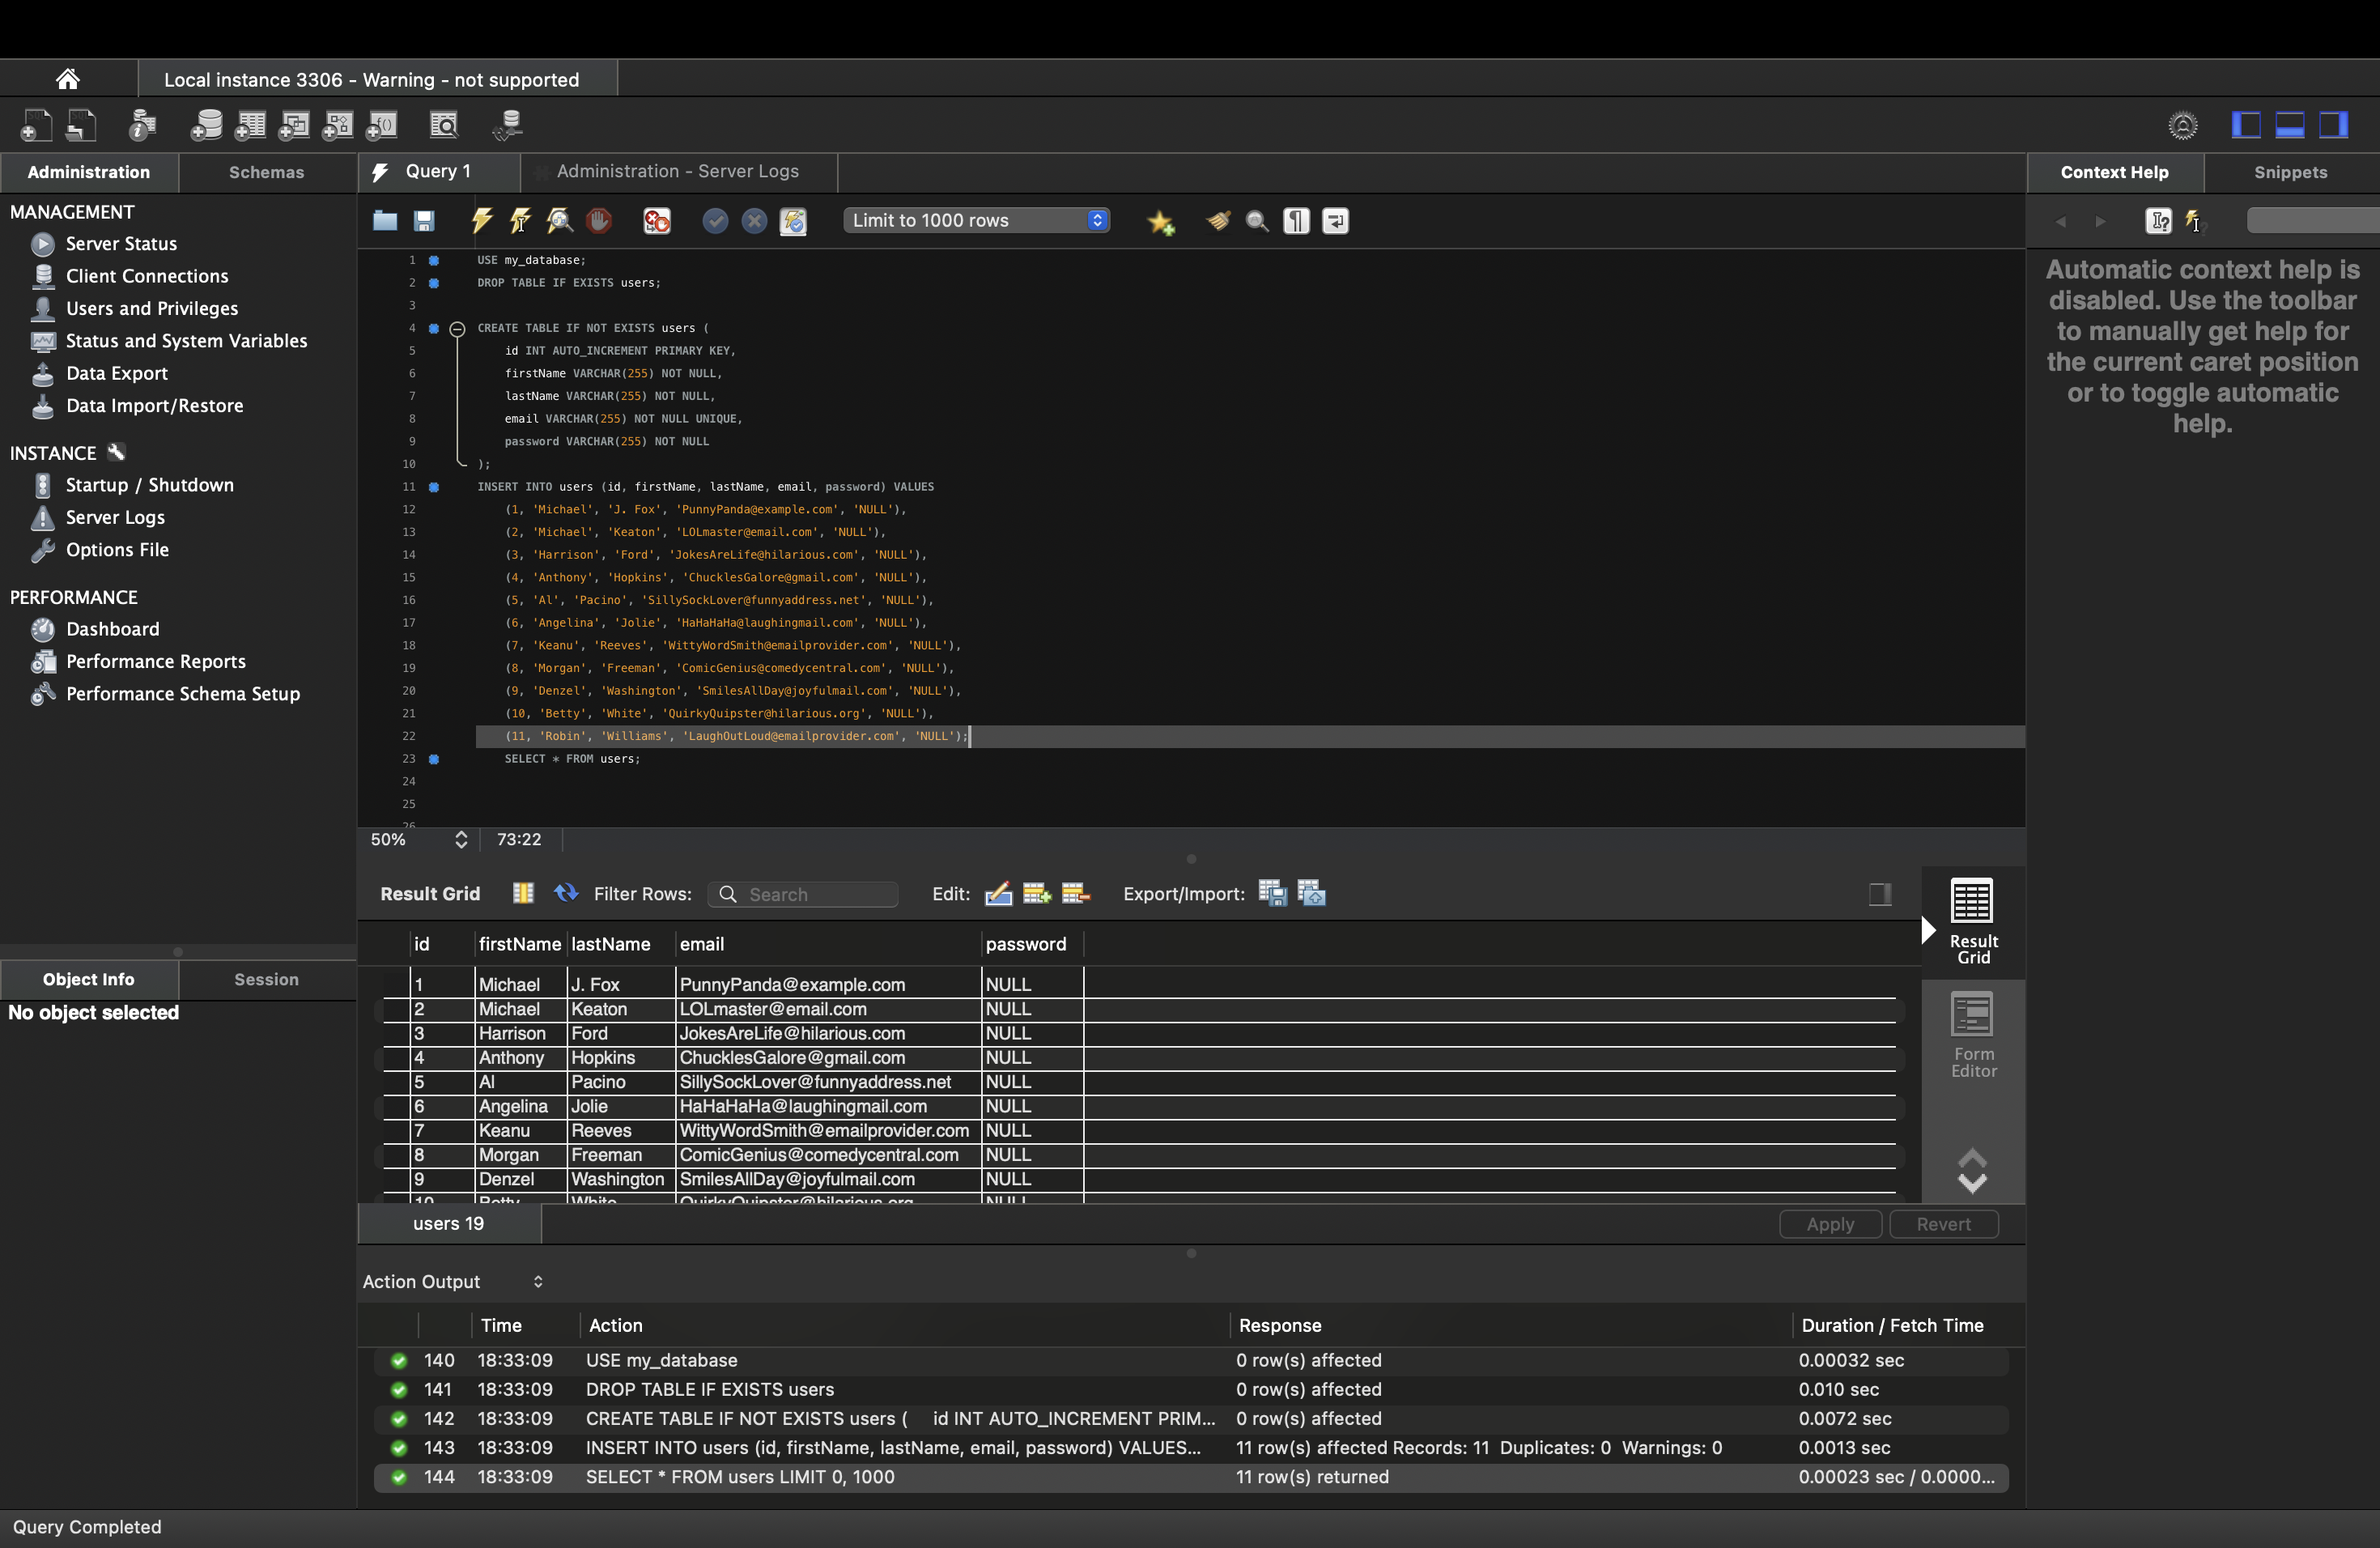 Local instance 3306 - Warning - not supported
Administration
Schemas
Query 1
Administration - Server Logs
Context Help
Snippets
MANAGEMENT
Server Status
Client Connections
Users and Privileges
Status and System Variables
Data Export
Data Import/Restore
INSTANCE
Startup / Shutdown
Server Logs
Options File
PERFORMANCE
Dashboard
Performance Reports
Performance Schema Setup
Object Info
Session
No object selected
Limit to 1000 rows
1 USE my_database;
2 DROP TABLE IF EXISTS users;
3
4 CREATE TABLE IF NOT EXISTS users (
5 id INT AUTO_INCREMENT PRIMARY KEY,
6 firstName VARCHAR(255) NOT NULL,
7 lastName VARCHAR(255) NOT NULL,
8 email VARCHAR(255) NOT NULL UNIQUE,
9 password VARCHAR(255) NOT NULL
10 );
11 INSERT INTO users (id, firstName, lastName, email, password) VALUES
12 (1, 'Michael', 'J. Fox', 'PunnyPanda@example.com', 'NULL'),
13 (2, 'Michael', 'Keaton', 'LOLmaster@email.com', 'NULL'),
14 (3, 'Harrison', 'Ford', 'JokesAreLife@hilarious.com', 'NULL'),
15 (4, 'Anthony', 'Hopkins', 'ChucklesGalore@gmail.com', 'NULL'),
16 (5, 'Al', 'Pacino', 'SillySockLover@funnyaddress.net', 'NULL'),
17 (6, 'Angelina', 'Jolie', 'HaHaHaHa@laughingmail.com', 'NULL'),
18 (7, 'Keanu', 'Reeves', 'WittyWordSmith@emailprovider.com', 'NULL'),
19 (8, 'Morgan', 'Freeman', 'ComicGenius@comedycentral.com', 'NULL'),
20 (9, 'Denzel', 'Washington', 'SmilesAllDay@joyfulmail.com', 'NULL'),
21 (10, 'Betty', 'White', 'QuirkyQuipster@hilarious.org', 'NULL'),
22 (11, 'Robin', 'Williams', 'LaughOutLoud@emailprovider.com', 'NULL');
23 SELECT * FROM users;
24
25
26
50%
73:22
Automatic context help is
disabled. Use the toolbar
to manually get help for
the current caret position
or to toggle automatic
help.
Result Grid
Filter Rows:
Search
Edit:
Export/Import:
id firstName lastName email password
1 Michael J. Fox PunnyPanda@example.com NULL
2 Michael Keaton LOLmaster@email.com NULL
3 Harrison Ford JokesAreLife@hilarious.com NULL
4 Anthony Hopkins ChucklesGalore@gmail.com NULL
5 Al Pacino SillySockLover@funnyaddress.net NULL
6 Angelina Jolie HaHaHaHa@laughingmail.com NULL
7 Keanu Reeves WittyWordSmith@emailprovider.com NULL
8 Morgan Freeman ComicGenius@comedycentral.com NULL
9 Denzel Washington SmilesAllDay@joyfulmail.com NULL
10 Betty White QuirkyQuipster@hilarious.org NULL
Result
Grid
Form
Editor
users 19
Apply
Revert
Action Output
Time Action Response Duration / Fetch Time
140 18:33:09 USE my_database 0 row(s) affected 0.00032 sec
141 18:33:09 DROP TABLE IF EXISTS users 0 row(s) affected 0.010 sec
142 18:33:09 CREATE TABLE IF NOT EXISTS users ( id INT AUTO_INCREMENT PRIM... 0 row(s) affected 0.0072 sec
143 18:33:09 INSERT INTO users (id, firstName, lastName, email, password) VALUES... 11 row(s) affected Records: 11 Duplicates: 0 Warnings: 0 0.0013 sec
144 18:33:09 SELECT * FROM users LIMIT 0, 1000 11 row(s) returned 0.00023 sec / 0.0000...
Query Completed